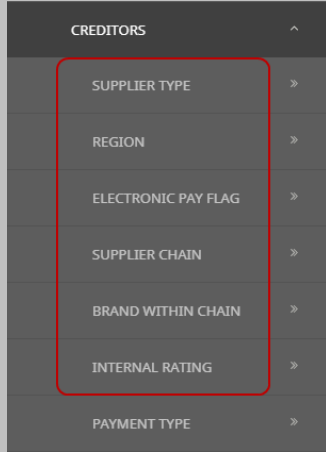 CREDITORS
SUPPLIER TYPE
REGION
ELECTRONIC PAY FLAG
SUPPLIER CHAIN
BRAND WITHIN CHAIN
INTERNAL RATING
PAYMENT TYPE